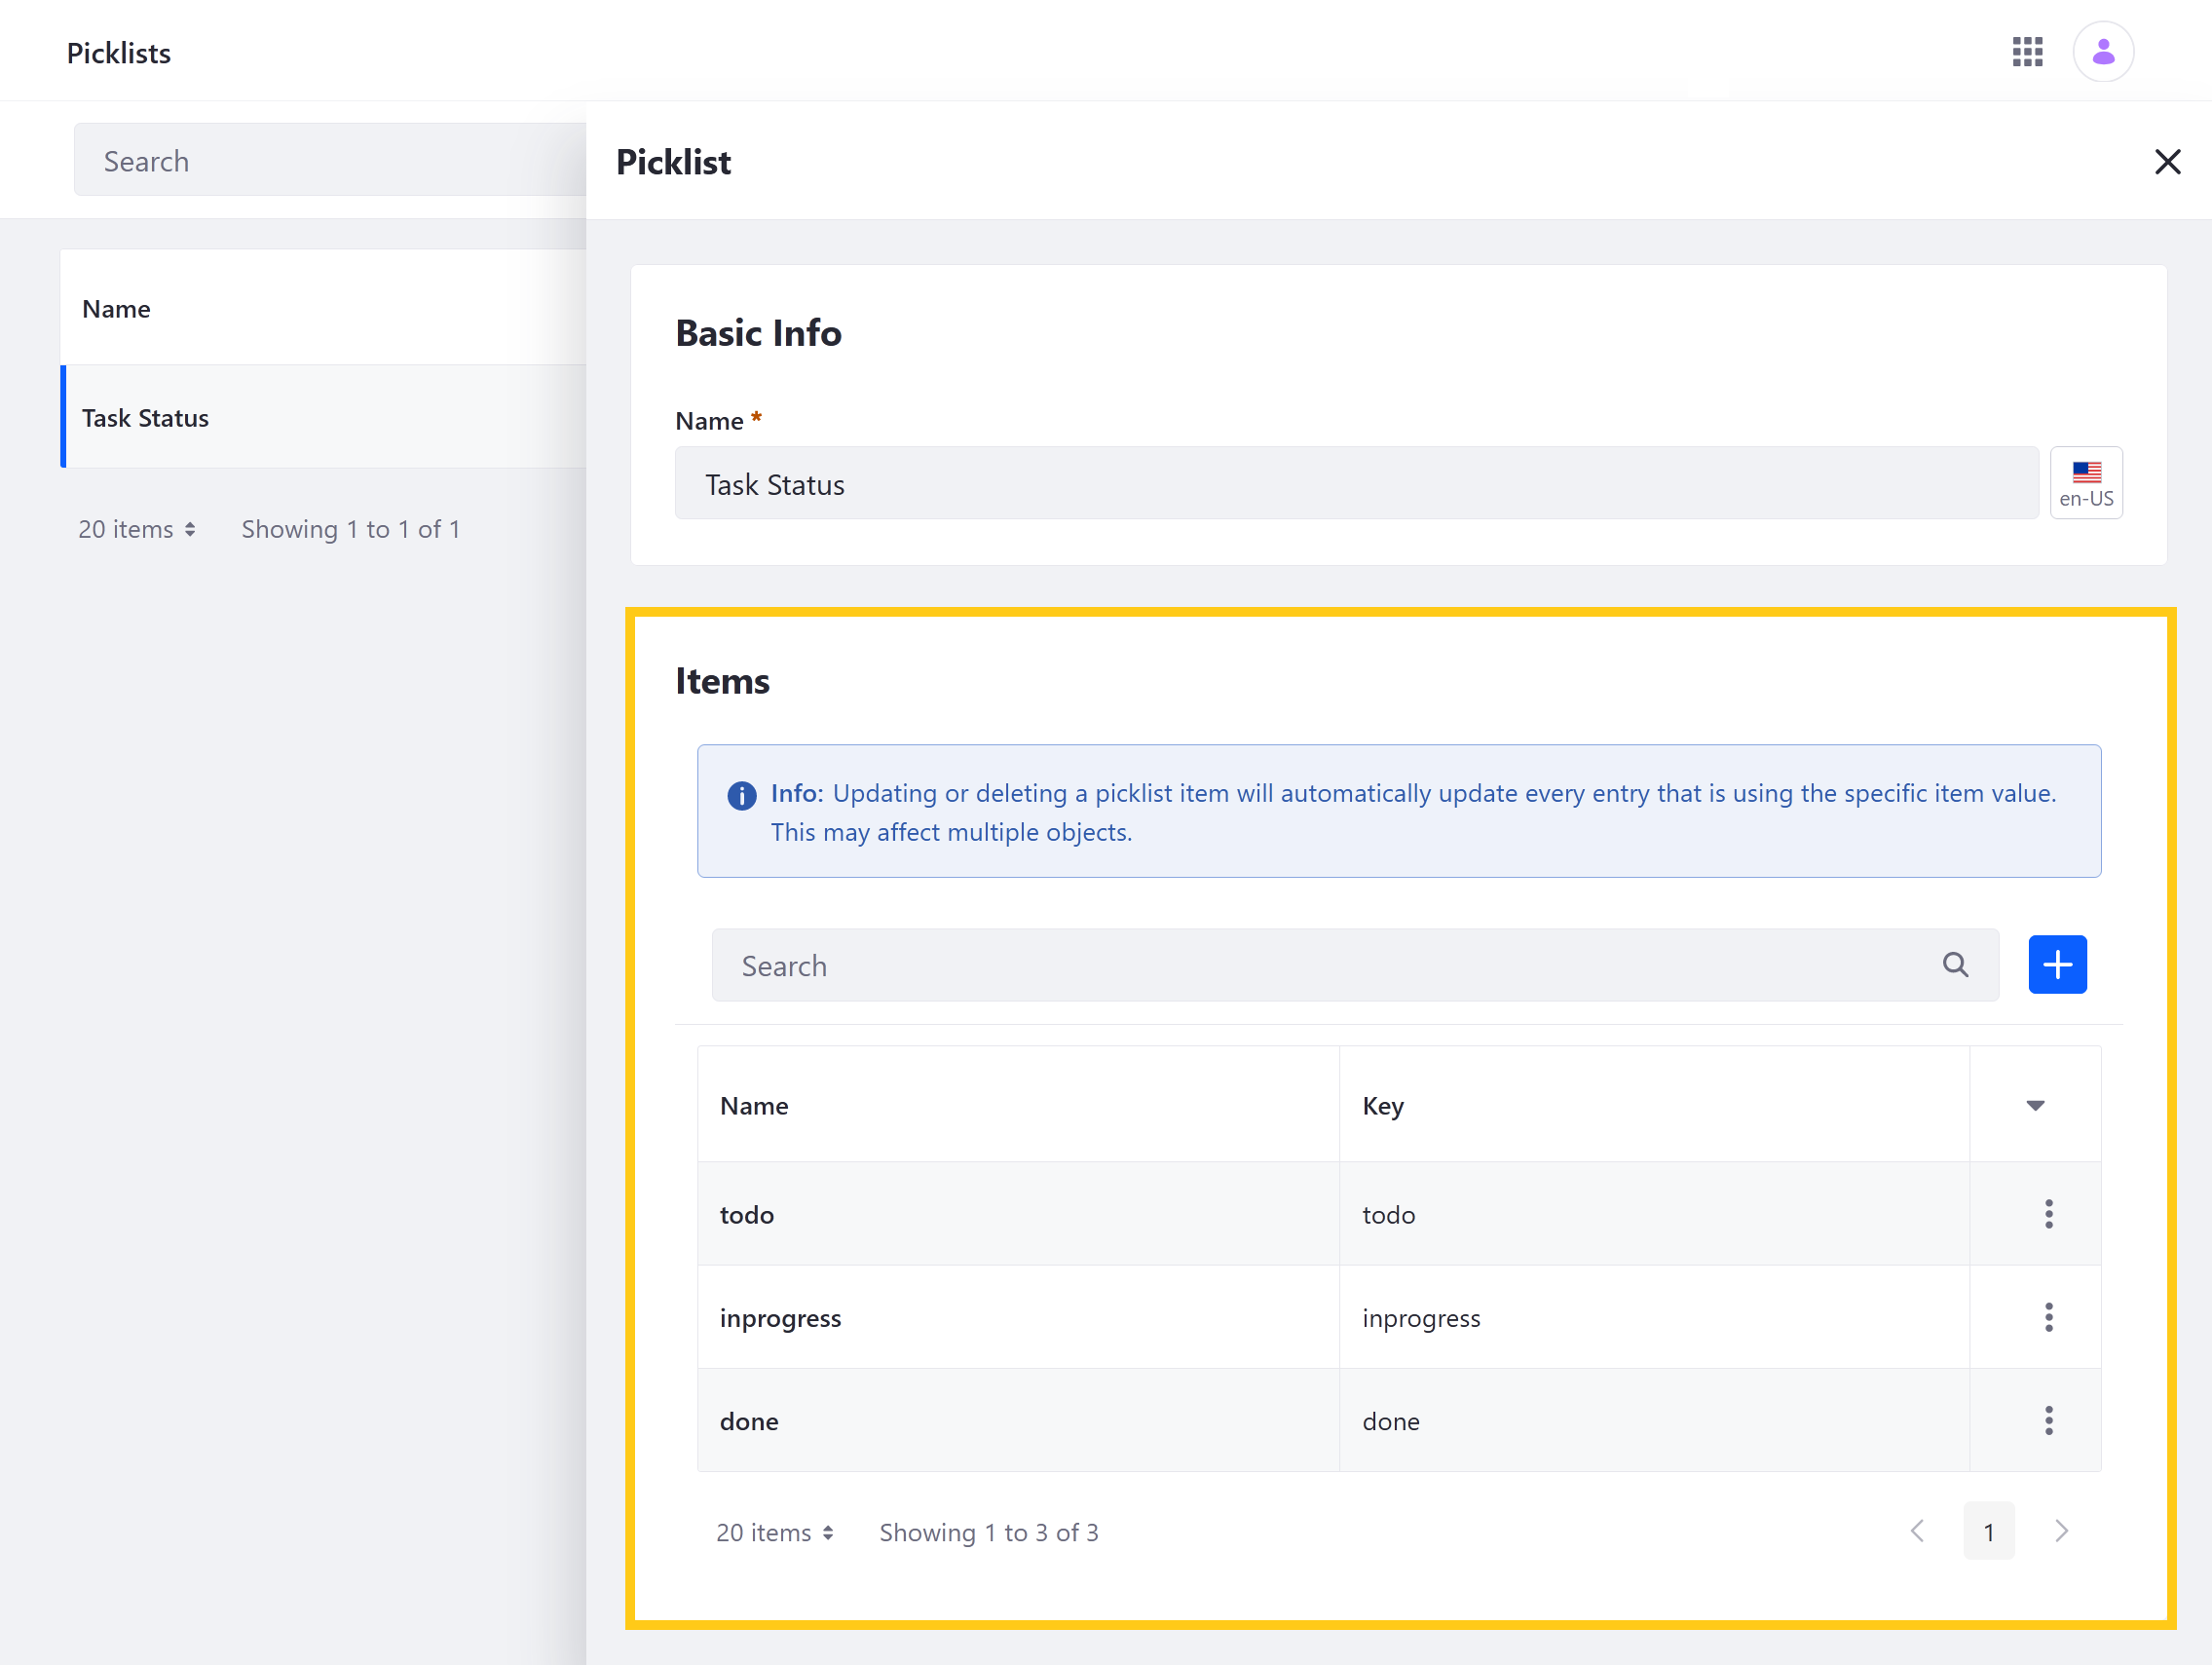 Picklists
Search
Name
Task Status
20 items
Showing 1 to 1 of 1
Picklist
Basic Info
Name *
Task Status
en-US
Items
Info: Updating or deleting a picklist item will automatically update every entry that is using the specific item value.
This may affect multiple objects.
Search
Name Key
todo todo
inprogress inprogress
done done
20 items Showing 1 to 3 of 3 1